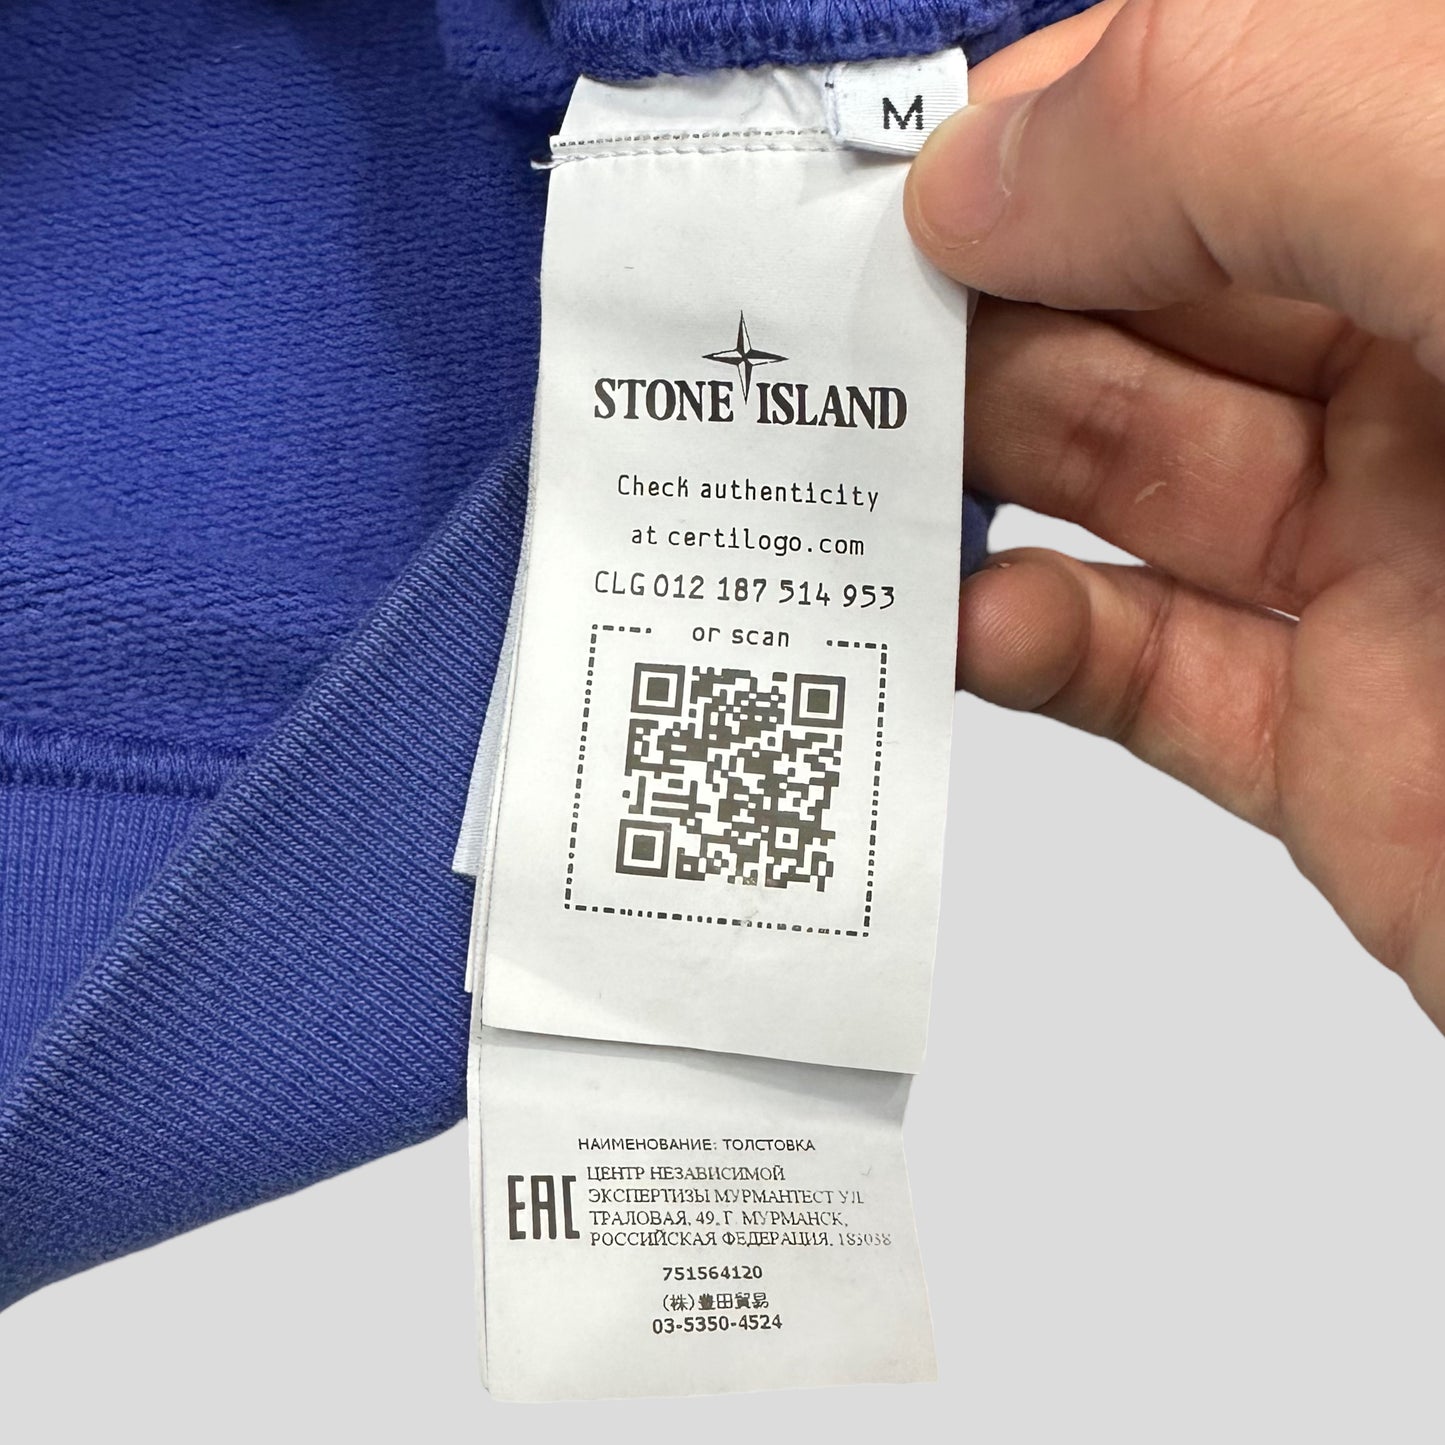 M
STONE ISLAND
Check authenticity
at certilogo.com
CLG 012 187 514 953
or scan
НАИМЕНОВАНИЕ: ТОЛСТОВКА
EAC
ЦЕНТР НЕЗАВИСИМОЙ
ЭКСПЕРТИЗЫ МУРМАНТЕСТ УЛ
ТРАЛОВАЯ, 49, Г. МУРМАНСК,
РОССИЙСКАЯ ФЕДЕРАЦИЯ, 183038
751564120
(株)豊田貿易
03-5350-4524